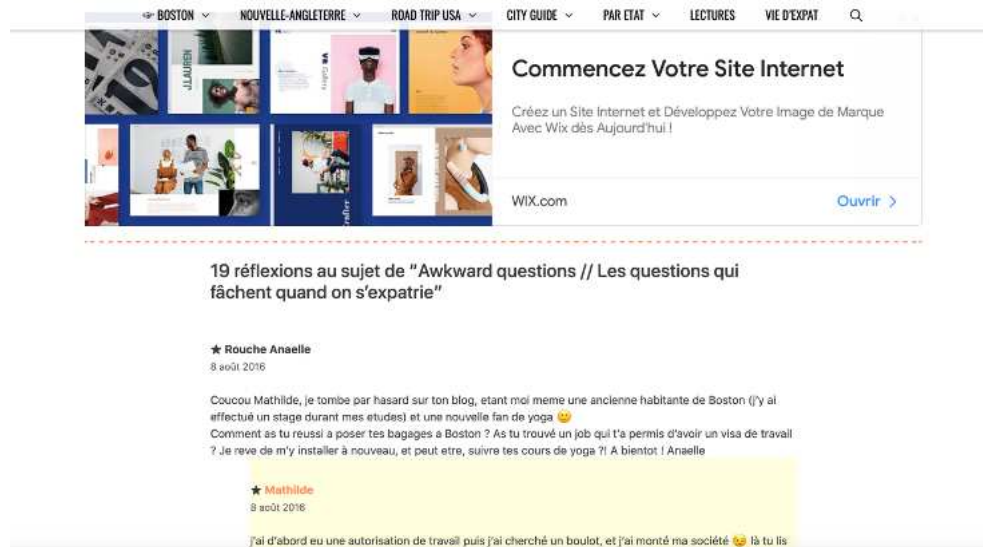 BOSTON NOUVELLE-ANGLETERRE ROAD TRIP USA CITY GUIDE PAR ETAT LECTURES VIE D'EXPAT
J.LAUREN
Commencez Votre Site Internet
Créez un Site Internet et Développez Votre Image de Marque
Avec Wix dès Aujourd'hui !
WIX.com
Ouvrir >
19 réflexions au sujet de "Awkward questions // Les questions qui
fâchent quand on s'expatrie"
★ Rouche Anaelle
8 août 2016
Coucou Mathilde, je tombe par hasard sur ton blog, etant moi meme une ancienne habitante de Boston (j'y ai
effectué un stage durant mes etudes) et une nouvelle fan de yoga 🙂
Comment as tu reussi a poser tes bagages a Boston ? As tu trouvé un job qui t'a permis d'avoir un visa de travail
? Je reve de m'y installer à nouveau, et peut etre, suivre tes cours de yoga ?! A bientot ! Anaelle
★ Mathilde
8 août 2016
j'ai d'abord eu une autorisation de travail puis j'ai cherché un boulot, et j'ai monté ma société 😉 là tu lis